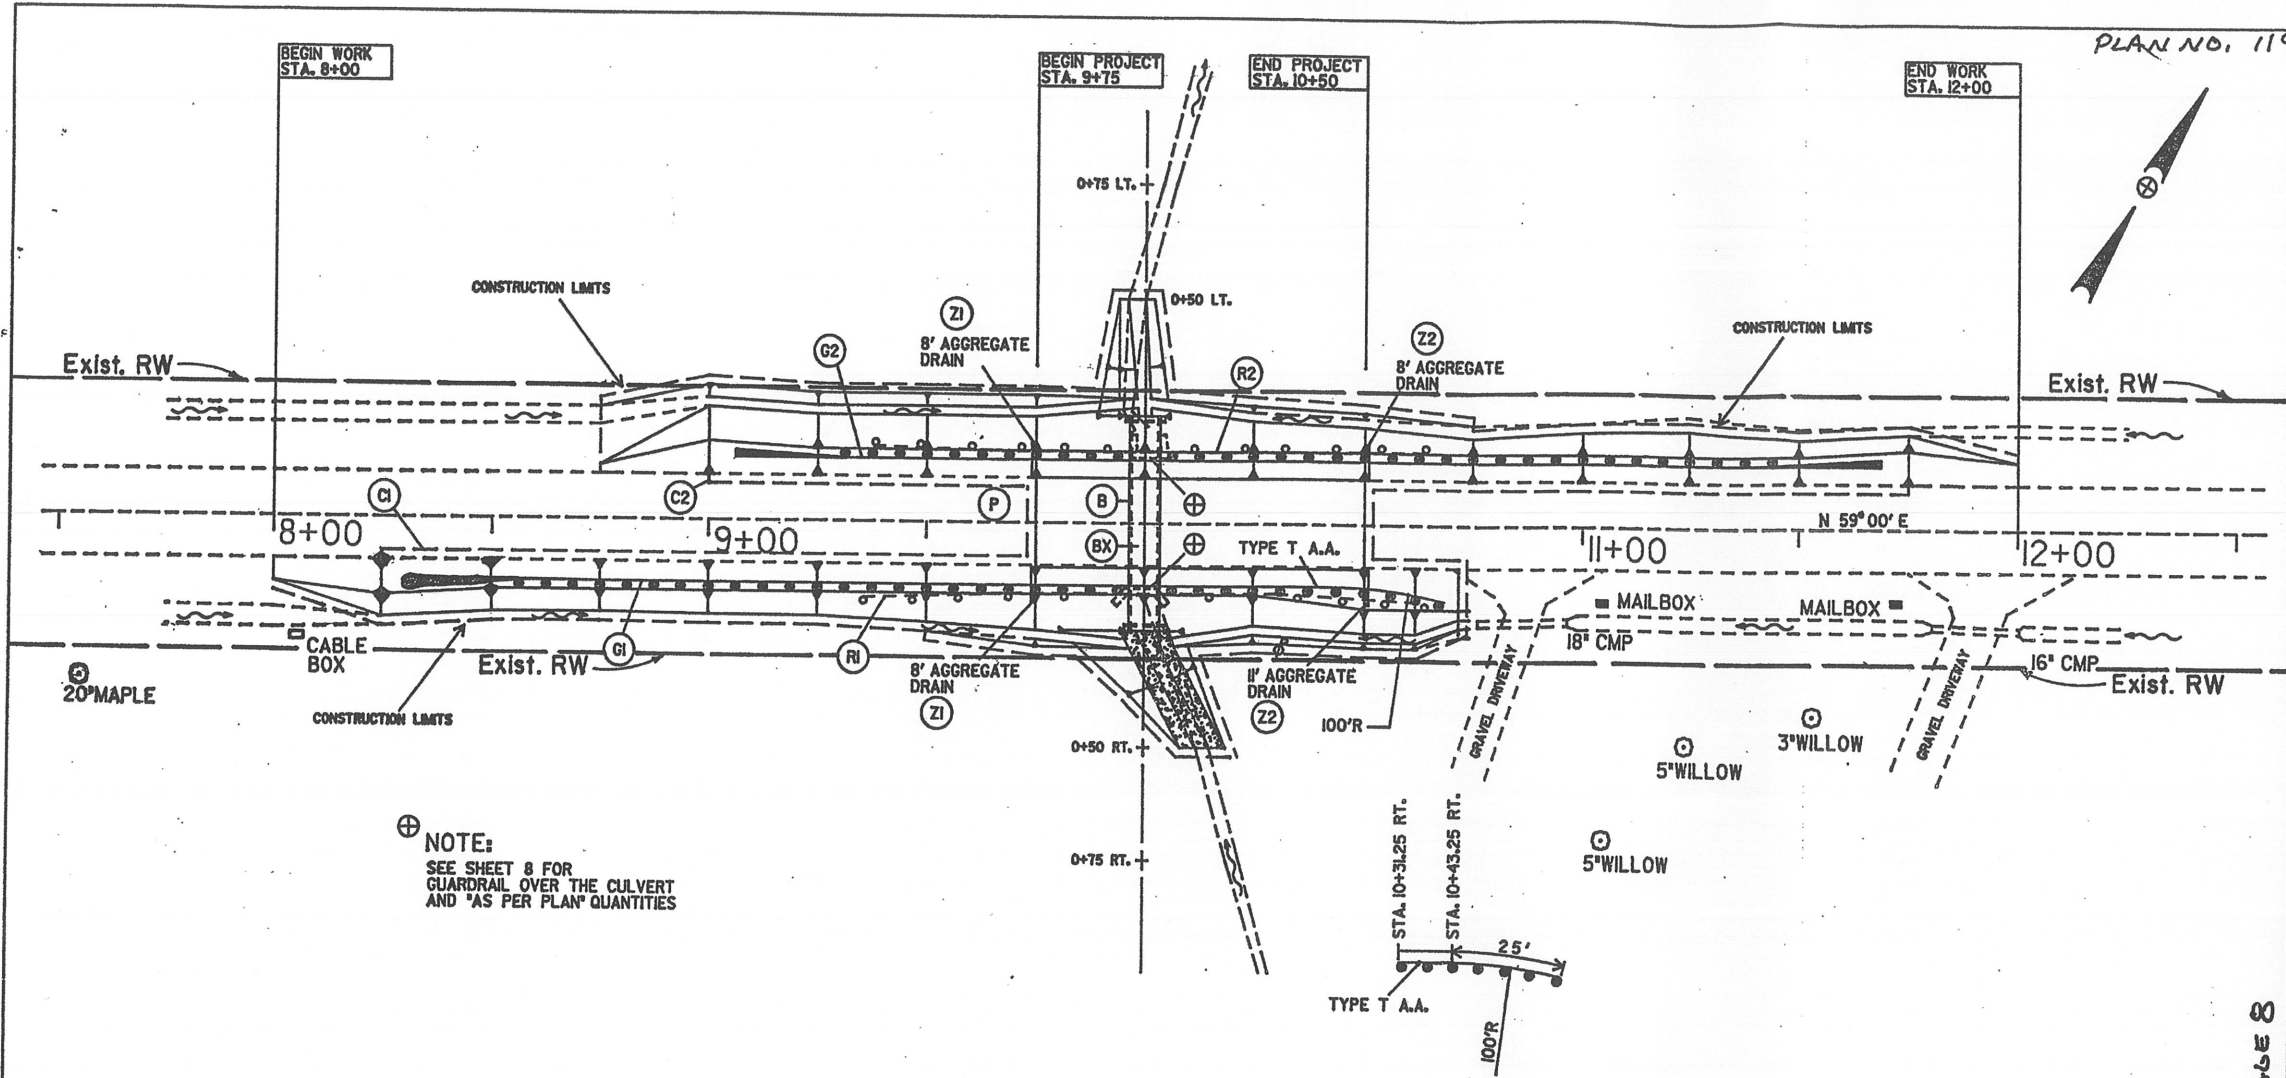 PLAN NO. 119
BEGIN WORK
STA. 8+00
BEGIN PROJECT
STA. 9+75
END PROJECT
STA. 10+50
END WORK
STA. 12+00
0+75 LT.
CONSTRUCTION LIMITS
0+50 LT.
Z1
8' AGGREGATE
DRAIN
G2
R2
Z2
8' AGGREGATE
DRAIN
CONSTRUCTION LIMITS
Exist. RW
Exist. RW
C1
C2
P
B
N 59°00' E
8+00
9+00
BX
TYPE T A.A.
11+00
12+00
MAILBOX
MAILBOX
CABLE
BOX
G1
R1
18" CMP
16" CMP
Exist. RW
Exist. RW
20"MAPLE
8' AGGREGATE
DRAIN
Z1
11' AGGREGATE
DRAIN
Z2
100'R
GRAVEL DRIVEWAY
GRAVEL DRIVEWAY
CONSTRUCTION LIMITS
0+50 RT.
3"WILLOW
5"WILLOW
5"WILLOW
NOTE:
SEE SHEET 8 FOR
GUARDRAIL OVER THE CULVERT
AND "AS PER PLAN" QUANTITIES
0+75 RT.
STA. 10+31.25 RT.
STA. 10+43.25 RT.
25'
TYPE T A.A.
100'R
8